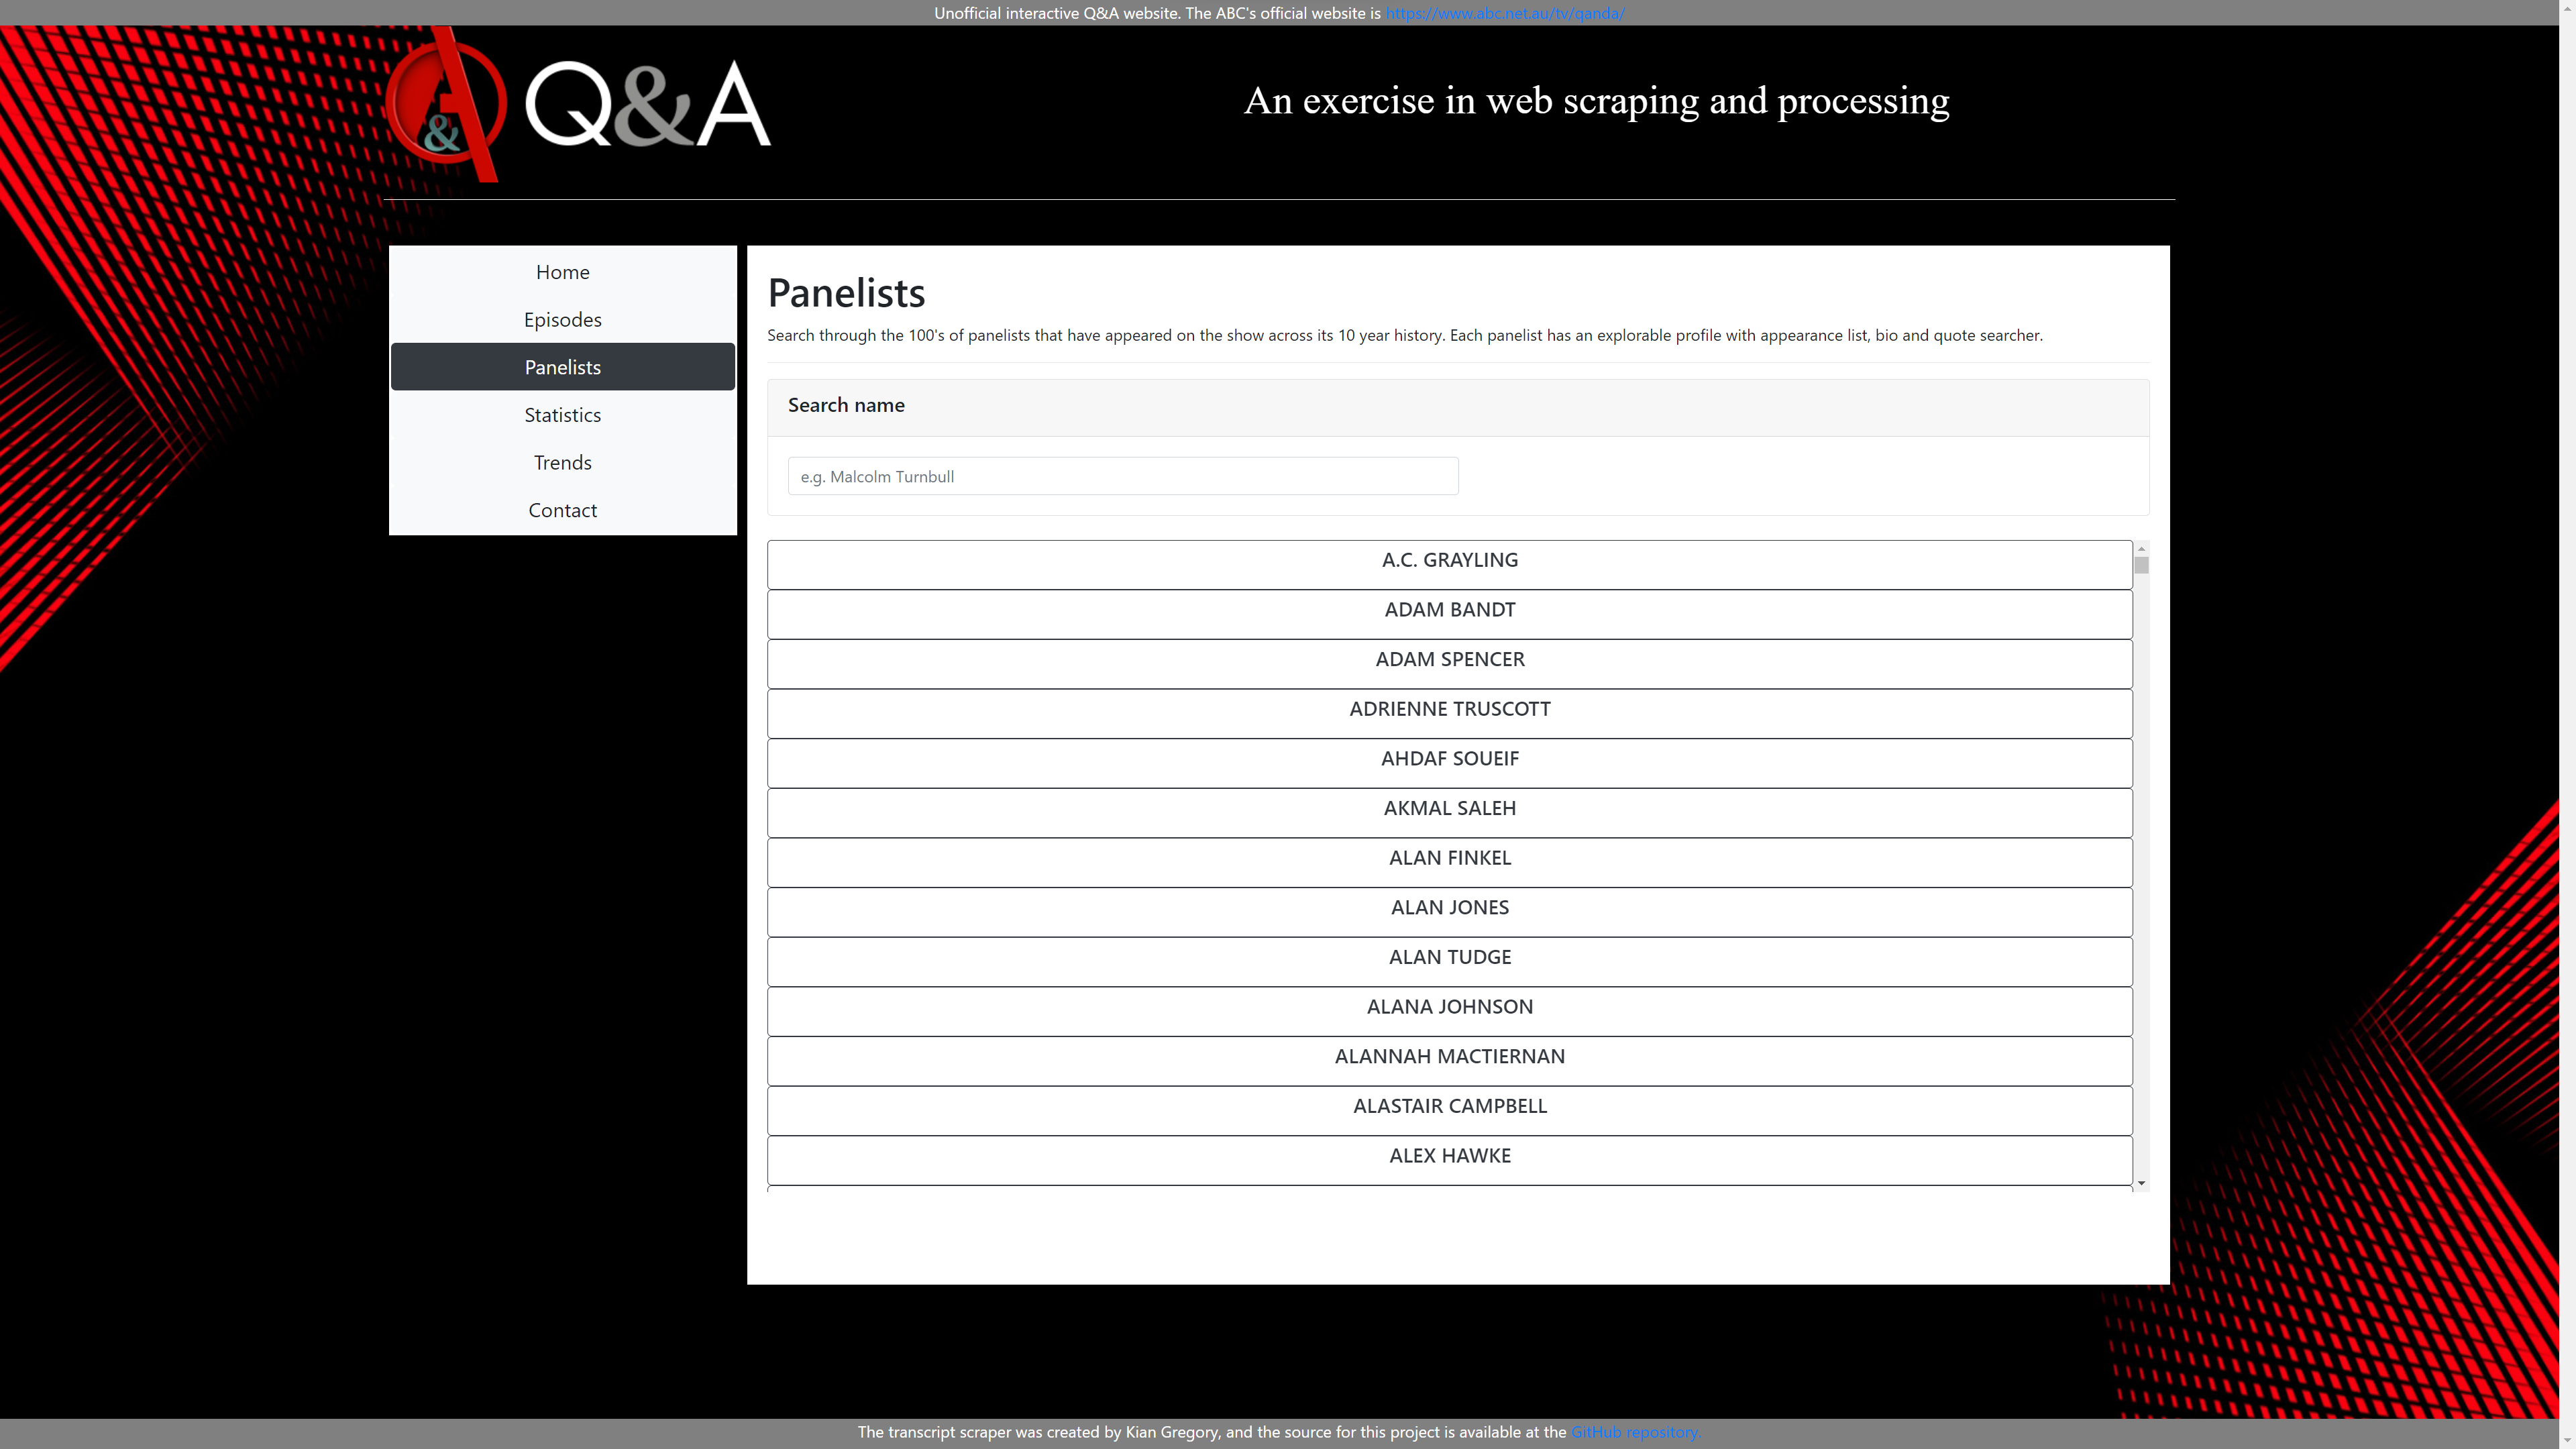 Unofficial interactive Q&A website. The ABC's official website is https://www.abc.net.au/tv/qanda/
& Q&A
An exercise in web scraping and processing
Home
Episodes
Panelists
Statistics
Trends
Contact
Panelists
Search through the 100's of panelists that have appeared on the show across its 10 year history. Each panelist has an explorable profile with appearance list, bio and quote searcher.
Search name
e.g. Malcolm Turnbull
A.C. GRAYLING
ADAM BANDT
ADAM SPENCER
ADRIENNE TRUSCOTT
AHDAF SOUEIF
AKMAL SALEH
ALAN FINKEL
ALAN JONES
ALAN TUDGE
ALANA JOHNSON
ALANNAH MACTIERNAN
ALASTAIR CAMPBELL
ALEX HAWKE
The transcript scraper was created by Kian Gregory, and the source for this project is available at the GitHub repository.